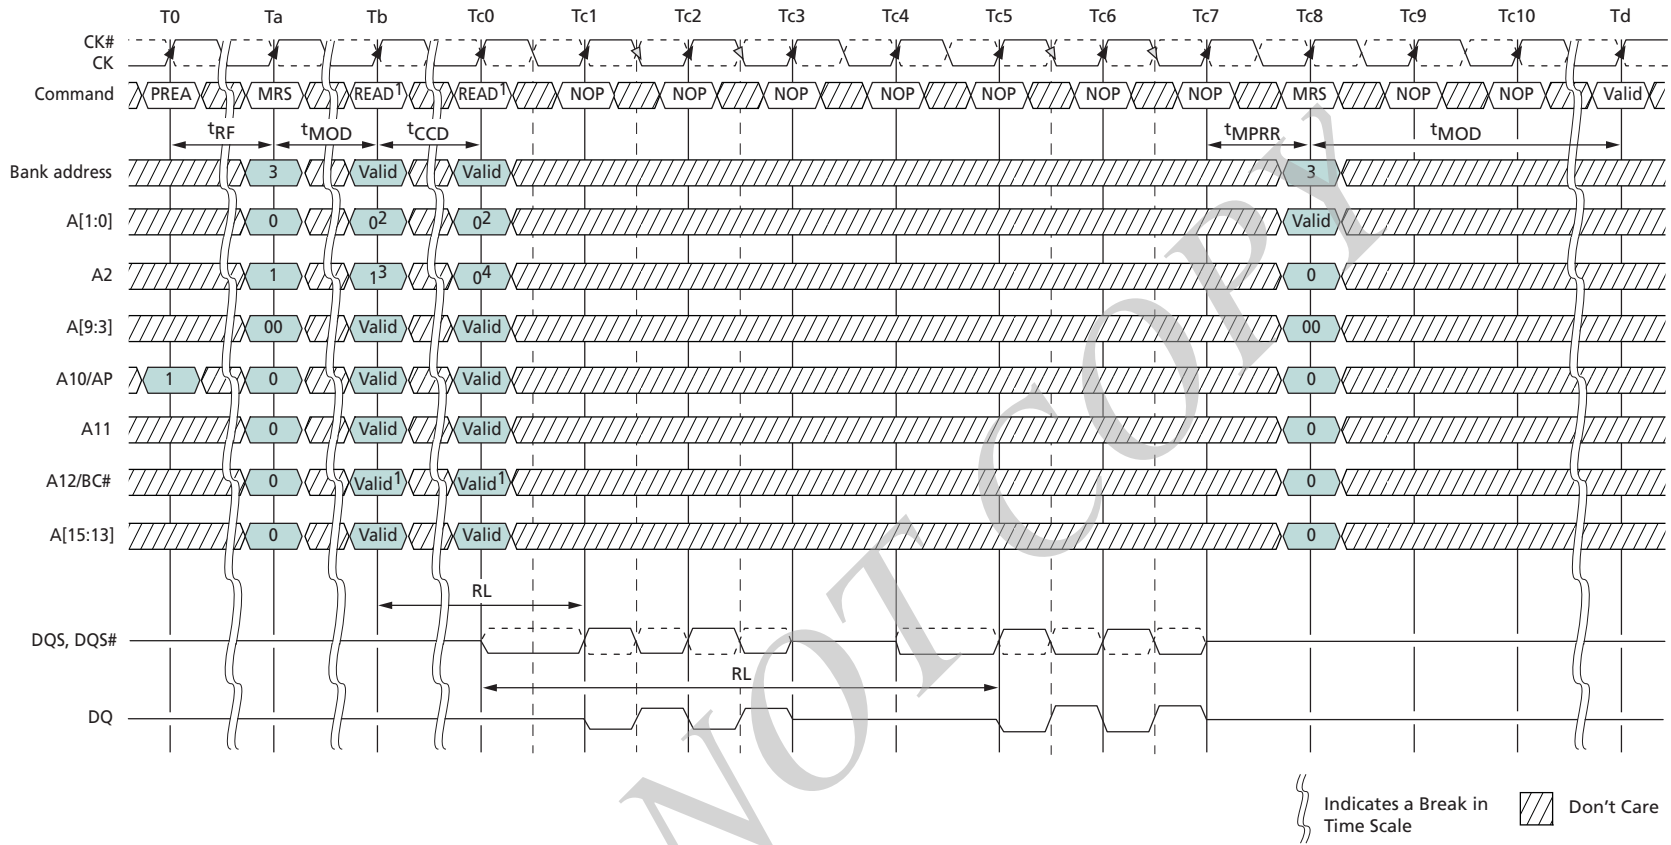 T0 Ta Tb Tc0 Tc1 Tc2 Tc3 Tc4 Tc5 Tc6 Tc7 Tc8 Tc9 Tc10 Td
CK#
CK
Command PREA MRS READ1 READ1 NOP NOP NOP NOP NOP NOP NOP MRS NOP NOP Valid
tRF tMOD tCCD tMPRR tMOD
Bank address 3 Valid Valid 3
A[1:0] 0 02 02 Valid
A2 1 13 04 0
A[9:3] 00 Valid Valid 00
A10/AP 1 0 Valid Valid 0
A11 0 Valid Valid 0
A12/BC# 0 Valid1 Valid1 0
A[15:13] 0 Valid Valid 0
RL
DQS, DQS#
RL
DQ
NOT COPY
Indicates a Break in
Time Scale
Don't Care